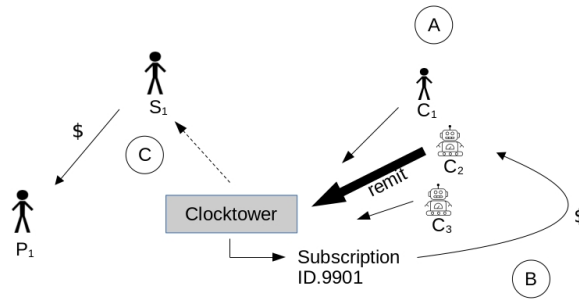 A
S₁
C₁
$
C
C₂
remit
P₁
Clocktower
C₃
$
Subscription
ID.9901
B